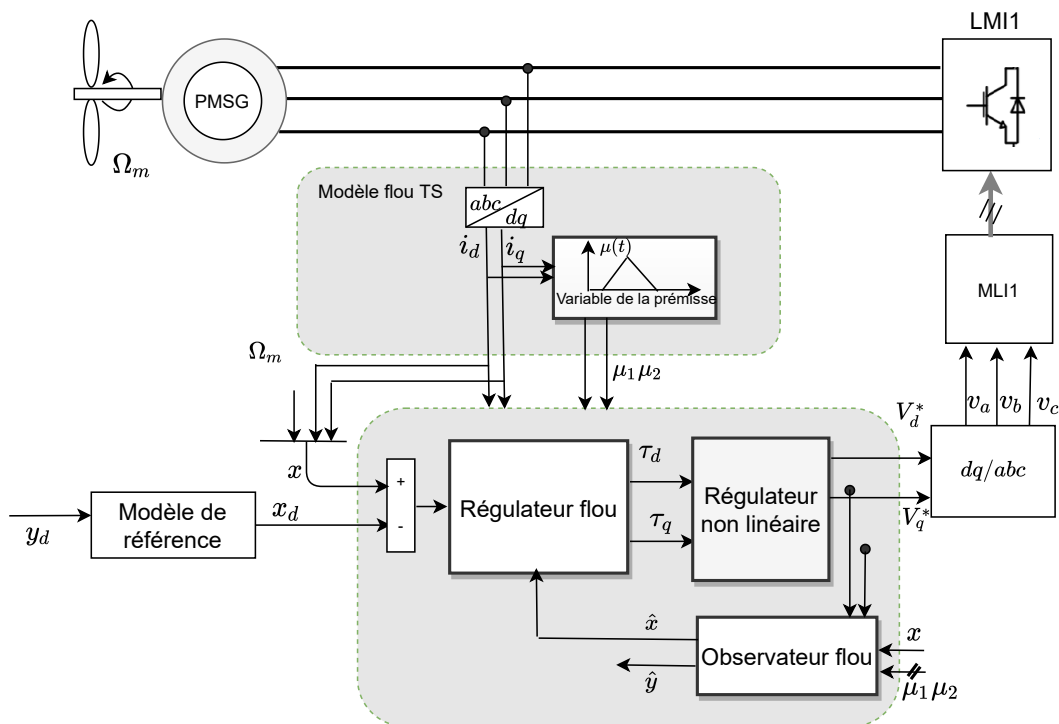 LMI1
PMSG
Ω_m
Modèle flou TS
abc
dq
i_d
i_q
μ(t)
Variable de la prémisse
MLI1
Ω_m
μ_1 μ_2
v_a
v_b
v_c
V_d^*
dq/abc
V_q^*
x
+
-
x_d
y_d
Modèle de
référence
Régulateur flou
τ_d
τ_q
Régulateur
non linéaire
x̂
ŷ
Observateur flou
x
μ_1 μ_2